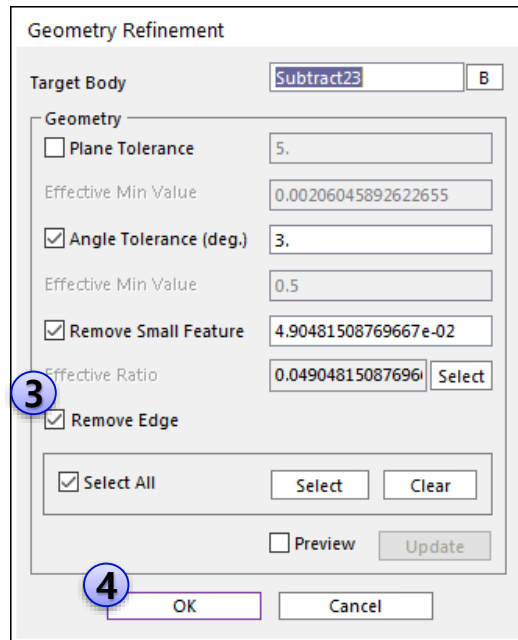 Geometry Refinement
Target Body Subtract23 B
Geometry
Plane Tolerance 5.
Effective Min Value 0.00206045892622655
Angle Tolerance (deg.) 3.
Effective Min Value 0.5
Remove Small Feature 4.90481508769667e-02
Effective Ratio 0.0490481508769 Select
3 Remove Edge
Select All Select Clear
Preview Update
4 OK Cancel